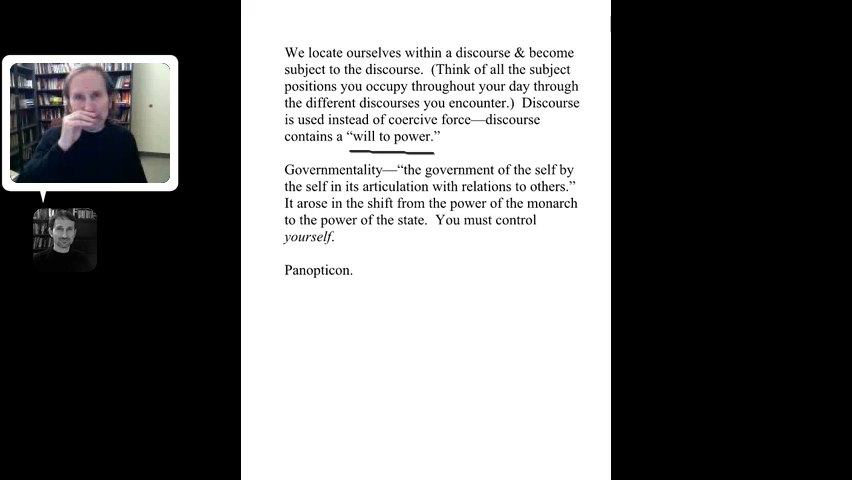 We locate ourselves within a discourse & become
subject to the discourse.  (Think of all the subject
positions you occupy throughout your day through
the different discourses you encounter.)  Discourse
is used instead of coercive force—discourse
contains a “will to power.”
Governmentality—“the government of the self by
the self in its articulation with relations to others.”
It arose in the shift from the power of the monarch
to the power of the state.  You must control
yourself.
Panopticon.